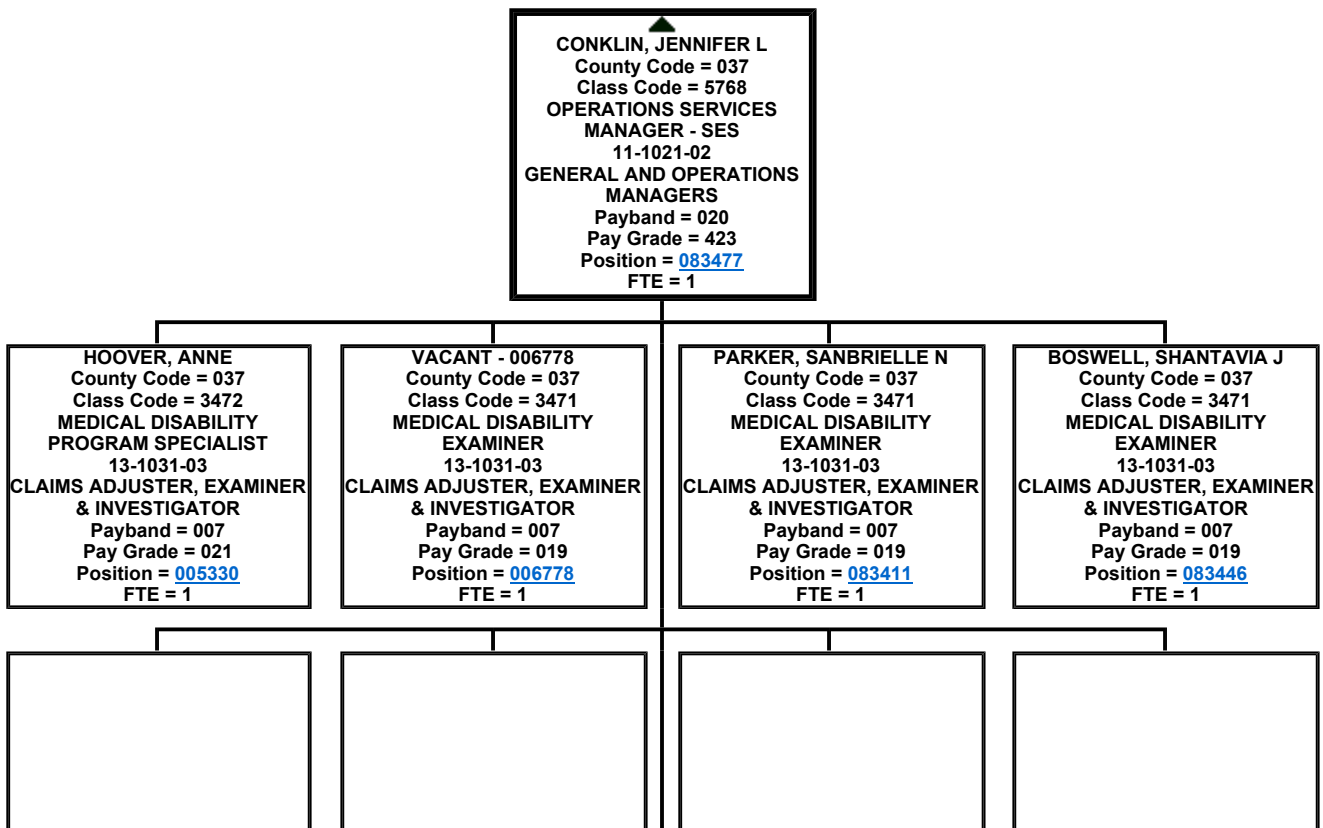 CONKLIN, JENNIFER L
County Code = 037
Class Code = 5768
OPERATIONS SERVICES
MANAGER - SES
11-1021-02
GENERAL AND OPERATIONS
MANAGERS
Payband = 020
Pay Grade = 423
Position = 083477
FTE = 1
HOOVER, ANNE
County Code = 037
Class Code = 3472
MEDICAL DISABILITY
PROGRAM SPECIALIST
13-1031-03
CLAIMS ADJUSTER, EXAMINER
& INVESTIGATOR
Payband = 007
Pay Grade = 021
Position = 005330
FTE = 1
VACANT - 006778
County Code = 037
Class Code = 3471
MEDICAL DISABILITY
EXAMINER
13-1031-03
CLAIMS ADJUSTER, EXAMINER
& INVESTIGATOR
Payband = 007
Pay Grade = 019
Position = 006778
FTE = 1
PARKER, SANBRIELLE N
County Code = 037
Class Code = 3471
MEDICAL DISABILITY
EXAMINER
13-1031-03
CLAIMS ADJUSTER, EXAMINER
& INVESTIGATOR
Payband = 007
Pay Grade = 019
Position = 083411
FTE = 1
BOSWELL, SHANTAVIA J
County Code = 037
Class Code = 3471
MEDICAL DISABILITY
EXAMINER
13-1031-03
CLAIMS ADJUSTER, EXAMINER
& INVESTIGATOR
Payband = 007
Pay Grade = 019
Position = 083446
FTE = 1